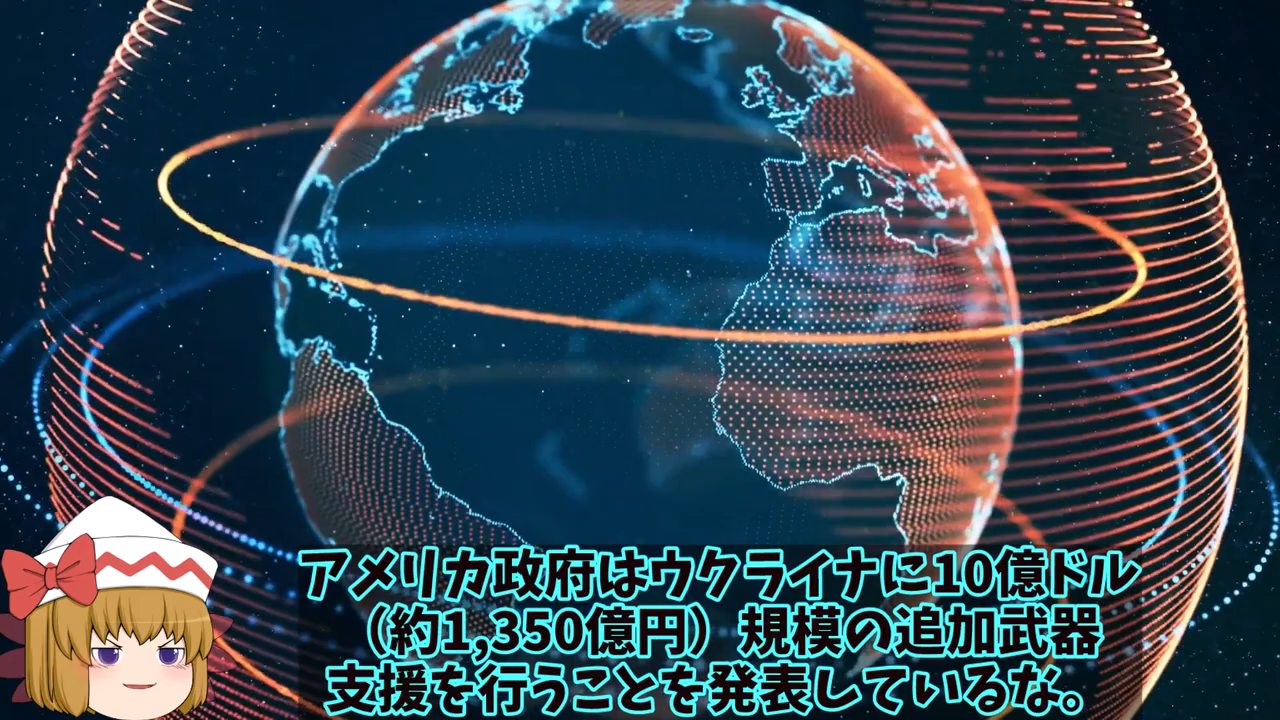 アメリカ政府はウクライナに10億ドル
（約1,350億円）規模の追加武器
支援を行うことを発表しているな。